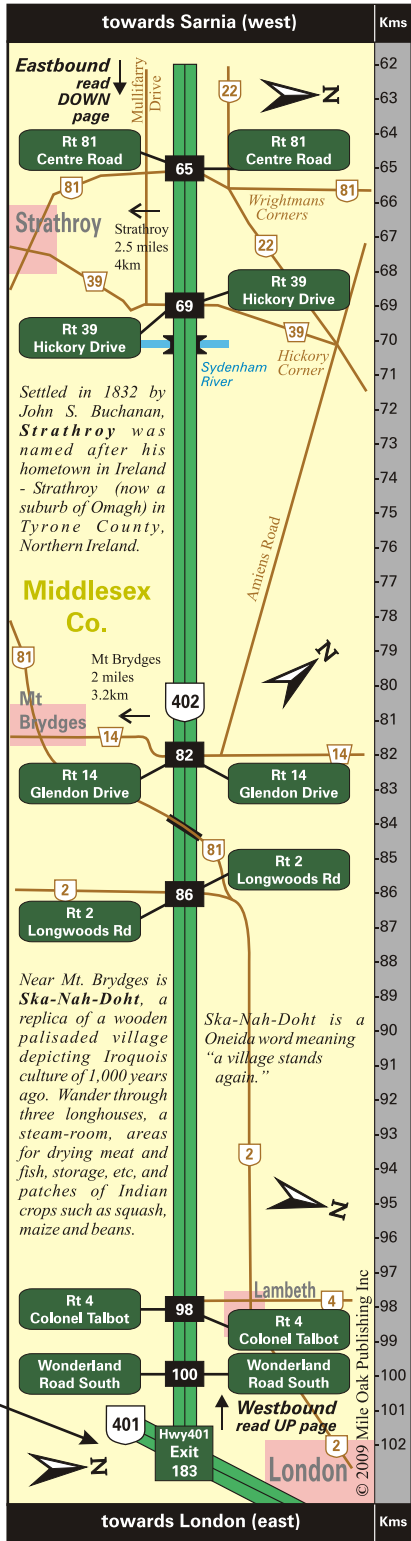 towards Sarnia (west)
Kms
Eastbound
read
DOWN
page
Mullifarry
Drive
22
N
-62
-63
-64
-65
-66
-67
-68
-69
-70
-71
-72
-73
-74
-75
-76
-77
-78
-79
-80
-81
-82
-83
-84
-85
-86
-87
-88
-89
-90
-91
-92
-93
-94
-95
-96
-97
-98
-99
-100
-101
-102
Rt 81
Centre Road
65
Rt 81
Centre Road
81
81
Wrightmans
Corners
Strathroy
Strathroy
2.5 miles
4km
22
39
Rt 39
Hickory Drive
69
Rt 39
Hickory Drive
39
Hickory
Corner
Sydenham
River
Settled in 1832 by
John S. Buchanan,
Strathroy was
named after his
hometown in Ireland
- Strathroy (now a
suburb of Omagh) in
Tyrone County,
Northern Ireland.
Amiens Road
Middlesex
Co.
N
81
Mt Brydges
2 miles
3.2km
402
Mt
Brydges
14
82
14
Rt 14
Glendon Drive
Rt 14
Glendon Drive
81
Rt 2
Longwoods Rd
2
86
Rt 2
Longwoods Rd
Near Mt. Brydges is
Ska-Nah-Doht, a
replica of a wooden
palisaded village
depicting Iroquois
culture of 1,000 years
ago. Wander through
three longhouses, a
steam-room, areas
for drying meat and
fish, storage, etc, and
patches of Indian
crops such as squash,
maize and beans.
Ska-Nah-Doht is a
Oneida word meaning
“a village stands
again.”
2
N
Lambeth
Rt 4
Colonel Talbot
98
4
Rt 4
Colonel Talbot
Wonderland
Road South
100
Wonderland
Road South
Westbound
read UP page
401
Hwy401
Exit
183
N
2
London
© 2009 Mile Oak Publishing Inc
towards London (east)
Kms